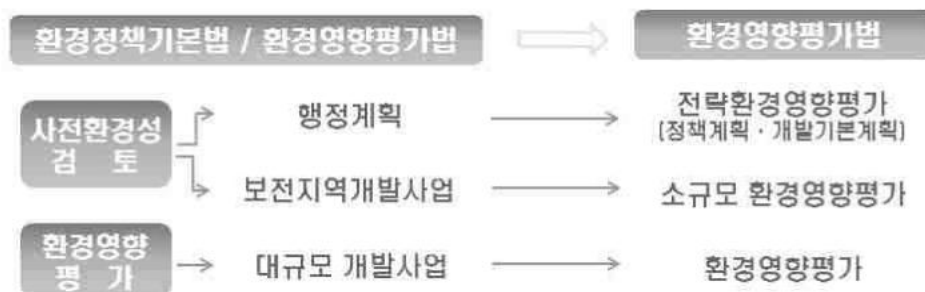 환경정책기본법 / 환경영향평가법
환경영향평가법
사전환경성
검 토
행정계획
전략환경영향평가
(정책계획 · 개발기본계획)
보전지역개발사업
소규모 환경영향평가
환경영향
평 가
대규모 개발사업
환경영향평가